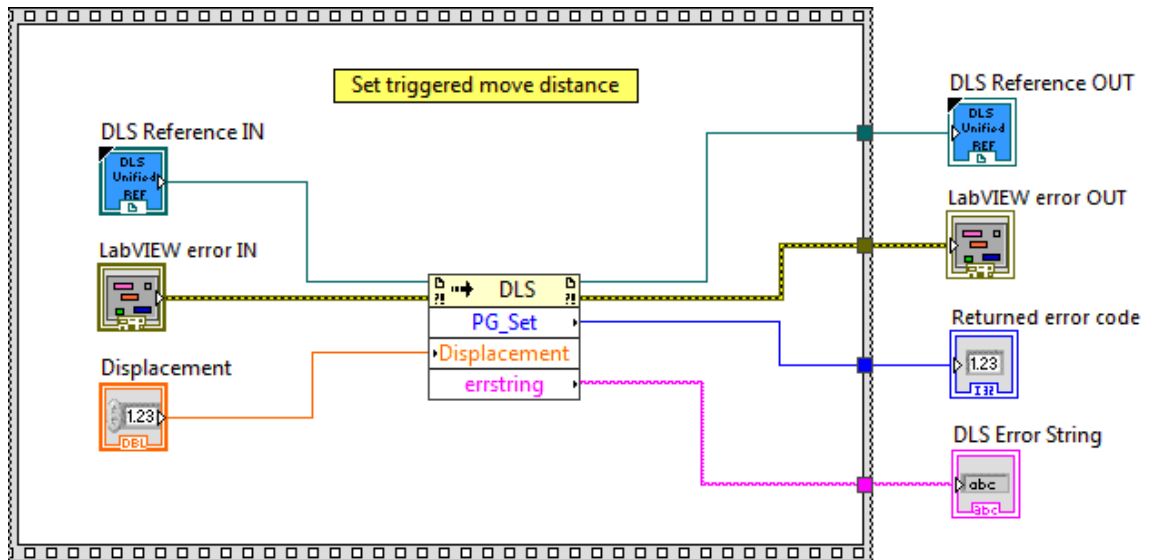 Set triggered move distance
DLS Reference IN
DLS
Unified
REF
LabVIEW error IN
Displacement
1.23
DBL
DLS
PG_Set
Displacement
errstring
DLS Reference OUT
DLS
Unified
REF
LabVIEW error OUT
Returned error code
1.23
I32
DLS Error String
abc
abc